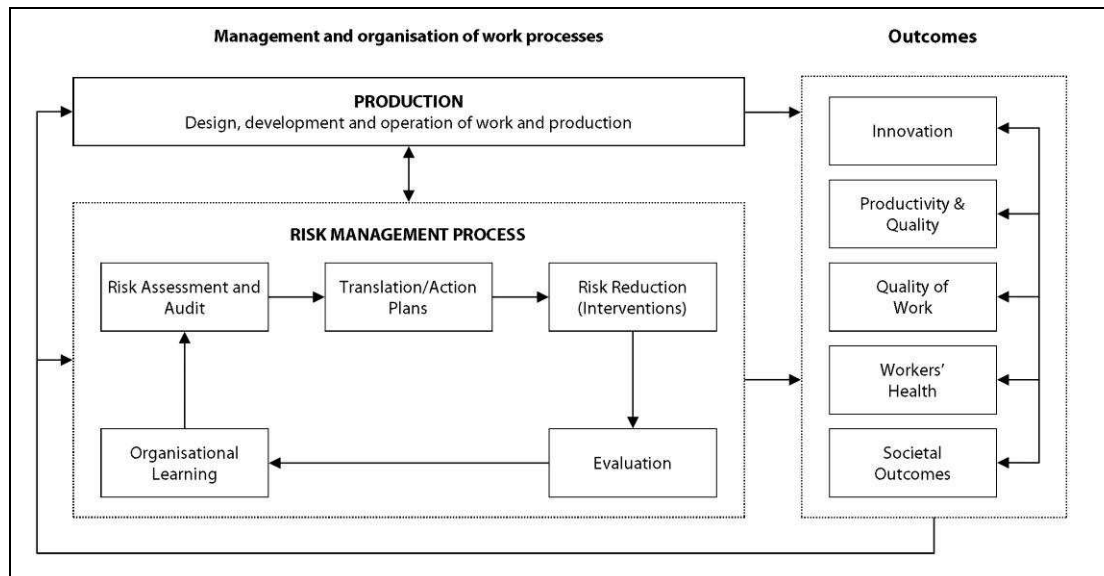 Management and organisation of work processes
Outcomes
PRODUCTION
Design, development and operation of work and production
RISK MANAGEMENT PROCESS
Risk Assessment and
Audit
Translation/Action
Plans
Risk Reduction
(Interventions)
Organisational
Learning
Evaluation
Innovation
Productivity &
Quality
Quality of
Work
Workers’
Health
Societal
Outcomes